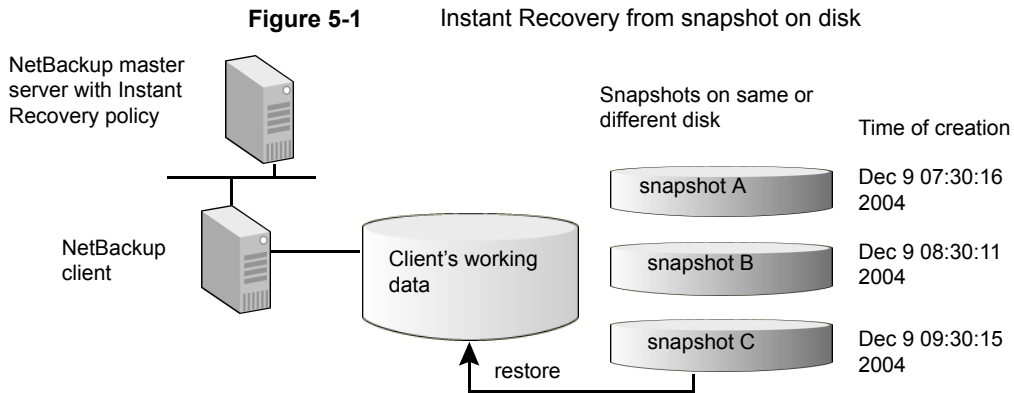 Figure 5-1 Instant Recovery from snapshot on disk
NetBackup master
server with Instant
Recovery policy
Snapshots on same or
different disk
Time of creation
snapshot A
Dec 9 07:30:16
2004
NetBackup
client
Client's working
data
snapshot B
Dec 9 08:30:11
2004
snapshot C
Dec 9 09:30:15
2004
restore